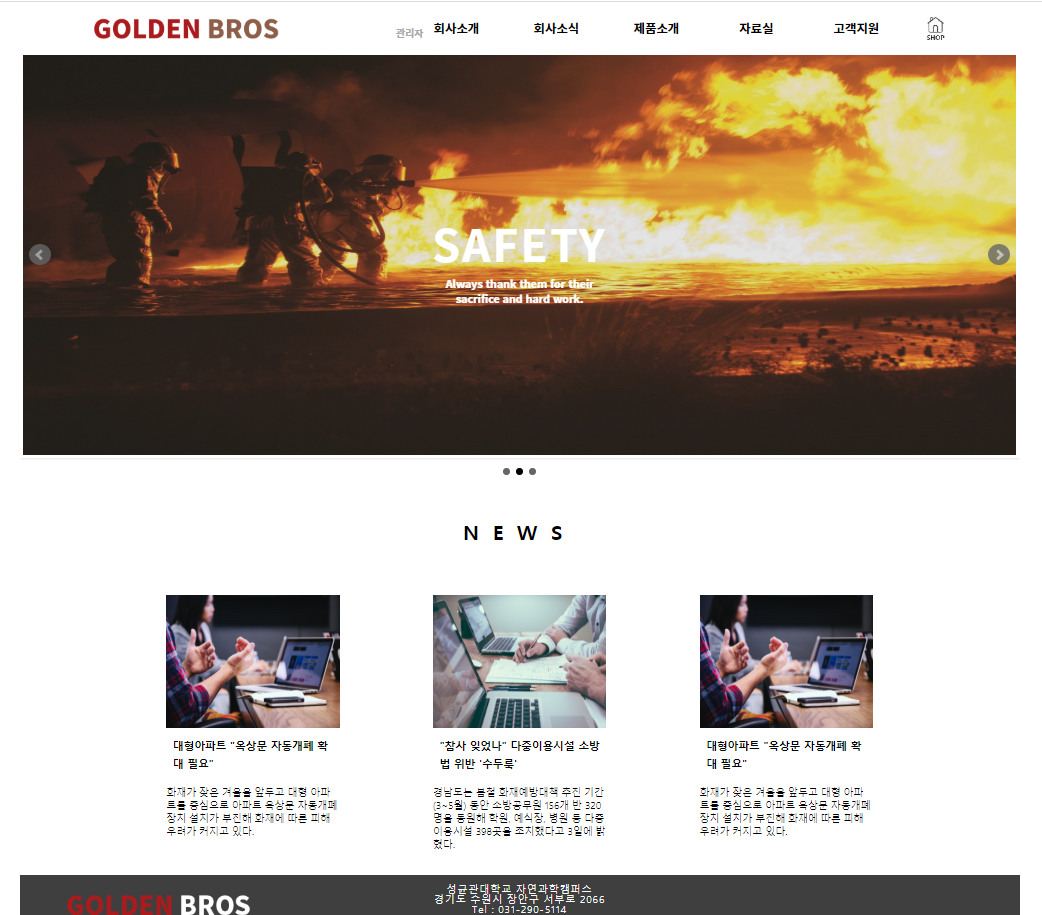 GOLDEN BROS
관리자 회사소개 회사소식 제품소개 자료실 고객지원
SHOP
SAFETY
Always thank them for their
sacrifice and hard work.
N E W S
대형아파트 "옥상문 자동개폐 확
대 필요"
화재가 잦은 겨울을 앞두고 대형 아파
트를 중심으로 아파트 옥상문 자동개폐
장치 설치가 부진해 화재에 따른 피해
우려가 커지고 있다.
"참사 잊었나" 다중이용시설 소방
법 위반 '수두룩'
경남도는 봄철 화재예방대책 추진 기간
(3~5월) 동안 소방공무원 156개 반 320
명을 동원해 학원, 예식장, 병원 등 다중
이용시설 398곳을 조치했다고 3일에 밝
혔다.
대형아파트 "옥상문 자동개폐 확
대 필요"
화재가 잦은 겨울을 앞두고 대형 아파
트를 중심으로 아파트 옥상문 자동개폐
장치 설치가 부진해 화재에 따른 피해
우려가 커지고 있다.
GOLDEN BROS
성균관대학교 자연과학캠퍼스
경기도 수원시 장안구 서부로 2066
Tel : 031-290-5114